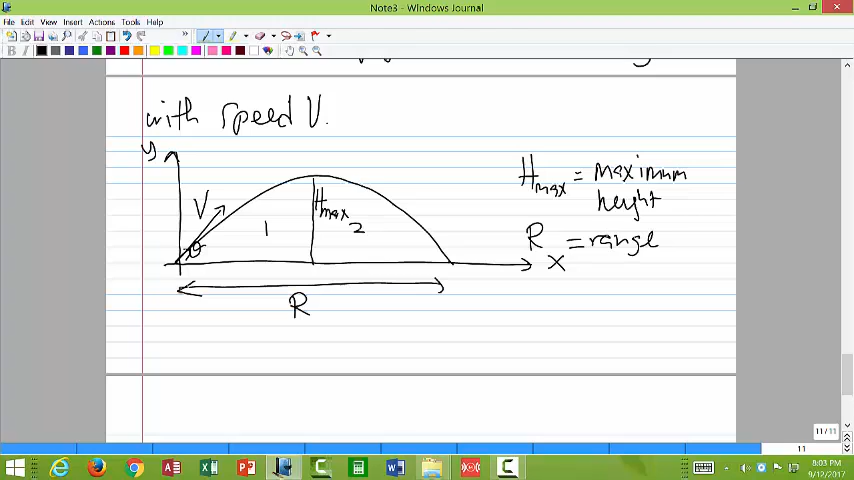 Note3 - Windows Journal
File Edit View Insert Actions Tools Help
B I
with speed V.
y
V
θ
1
Hmax
2
Hmax = maximum
height
R = range
X
R
11/11
11
8:03 PM
9/12/2017